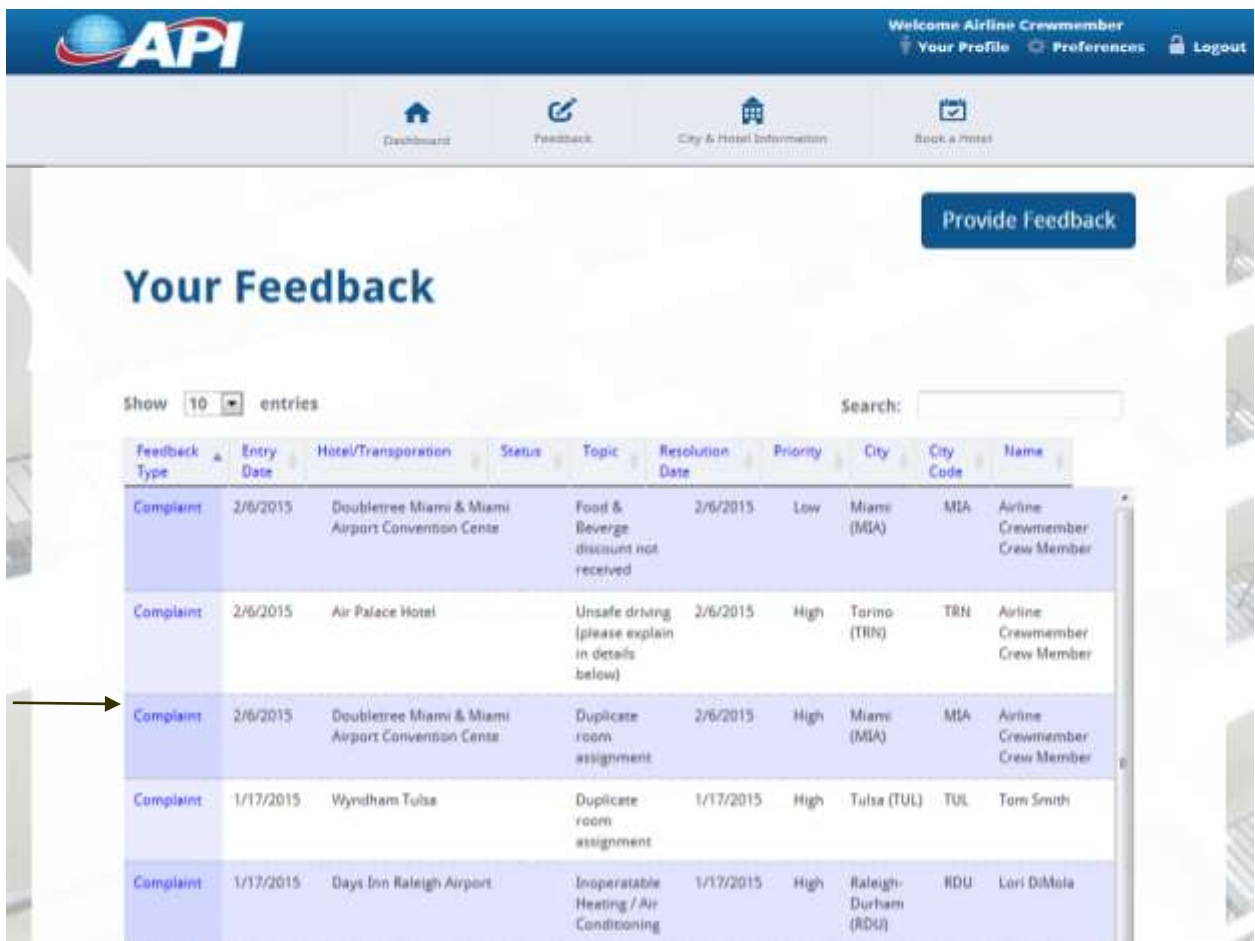 API
Welcome Airline Crewmember
Your Profile Preferences Logout
Dashboard Feedback City & Hotel Information Book a Hotel
Provide Feedback
Your Feedback
Show 10 entries Search:
Feedback Type Entry Date Hotel/Transporation Status Topic Resolution Date Priority City City Code Name
Complaint 2/6/2015 Doubletree Miami & Miami Food & 2/6/2015 Low Miami MIA Airline
Airport Convention Cente Beverge (MIA) Crewmember
discount not Crew Member
received
Complaint 2/6/2015 Air Palace Hotel Unsafe driving 2/6/2015 High Torino TRN Airline
(please explain (TRN) Crewmember
in details Crew Member
below)
Complaint 2/6/2015 Doubletree Miami & Miami Duplicate 2/6/2015 High Miami MIA Airline
Airport Convention Cente room (MIA) Crewmember
assignment Crew Member
Complaint 1/17/2015 Wyndham Tulsa Duplicate 1/17/2015 High Tulsa (TUL) TUL Tom Smith
room
assignment
Complaint 1/17/2015 Days Inn Raleigh Airport Inoperatable 1/17/2015 High Raleigh- RDU Lori DiMola
Heating / Air Durham
Conditioning (RDU)